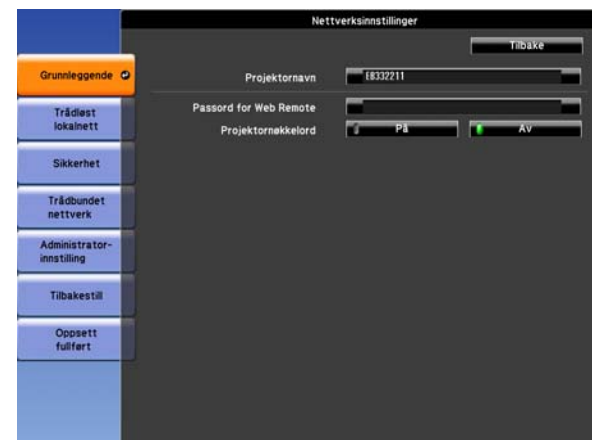 Nettverksinnstillinger
Tilbake
Grunnleggende
Projektornavn
EB332211
Trådløst
lokalnett
Passord for Web Remote
Projektornøkkelord
På
Av
Sikkerhet
Trådbundet
nettverk
Administrator-
innstilling
Tilbakestill
Oppsett
fullført